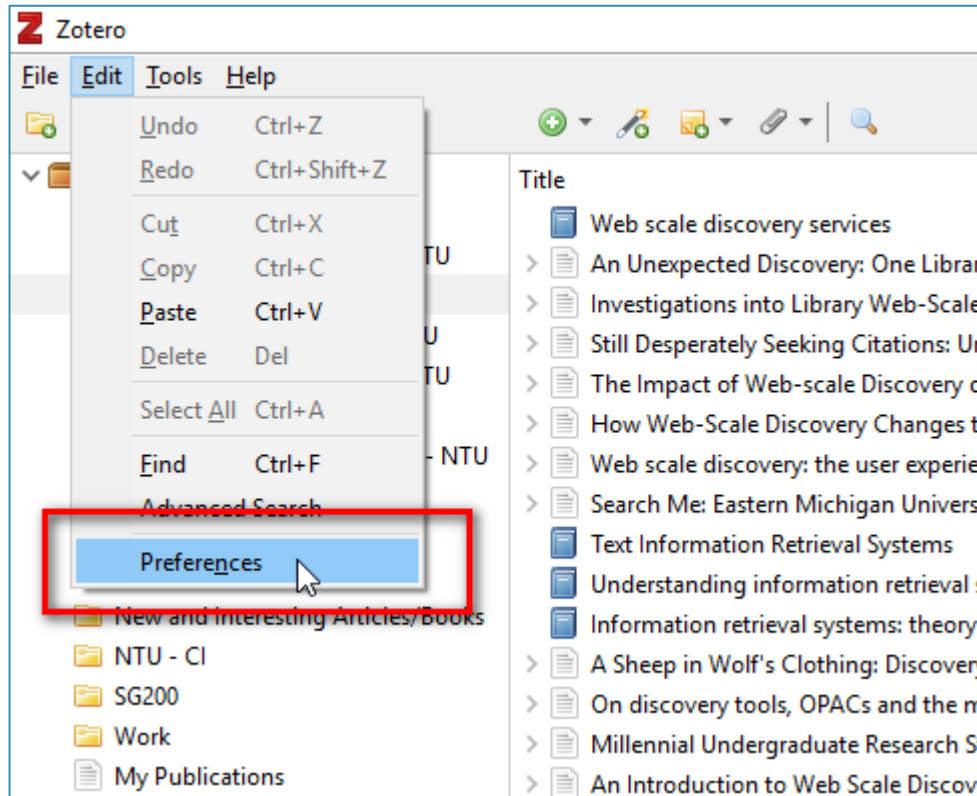 Zotero
File Edit Tools Help
Undo Ctrl+Z
Redo Ctrl+Shift+Z
Cut Ctrl+X
Copy Ctrl+C
Paste Ctrl+V
Delete Del
Select All Ctrl+A
Find Ctrl+F
Advanced Search
Preferences
TU
U
TU
- NTU
New and Interesting Articles/Books
NTU - CI
SG200
Work
My Publications
Title
Web scale discovery services
An Unexpected Discovery: One Librar
Investigations into Library Web-Scale
Still Desperately Seeking Citations: Un
The Impact of Web-scale Discovery o
How Web-Scale Discovery Changes t
Web scale discovery: the user experie
Search Me: Eastern Michigan Univers
Text Information Retrieval Systems
Understanding information retrieval s
Information retrieval systems: theory
A Sheep in Wolf's Clothing: Discovery
On discovery tools, OPACs and the m
Millennial Undergraduate Research S
An Introduction to Web Scale Discov